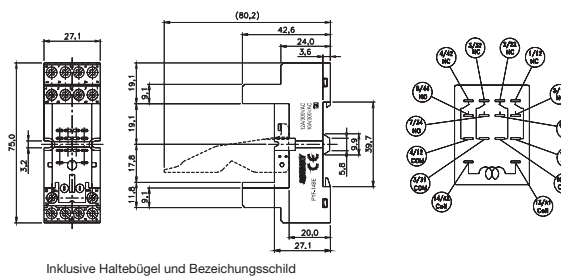 (80,2)
42,6
24,0
3,6
27,1
75,0
3,2
19,1
9,1
19,1
17,8
11,8
9,1
12A/300VAC
10A/300VAC
5,8
9,9
39,7
20,0
27,1
4/42
NC
3/32
NC
2/22
NC
1/12
NC
8/44
NO
7/34
NO
4/12
COM
3/31
COM
14/A2
Coil
13/A1
Coil
Inklusive Haltebügel und Bezeichungsschild